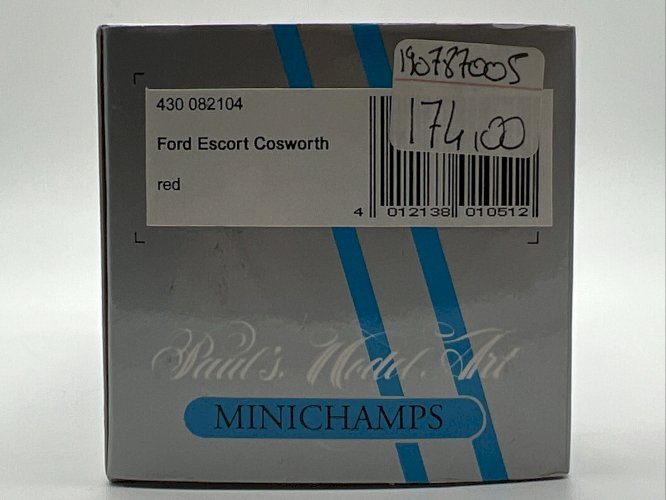 190787005
174,00
430 082104
Ford Escort Cosworth
red
4 012138 010512
Paul's Model Art
MINICHAMPS